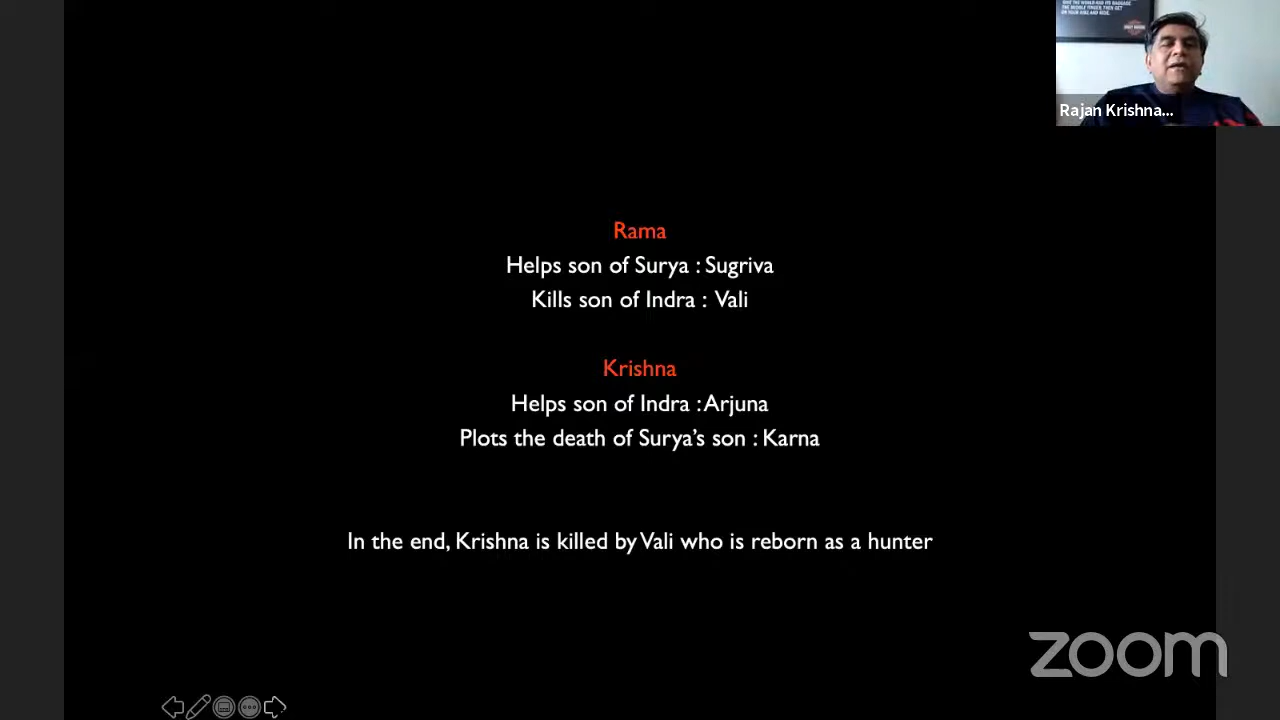 Rama
Helps son of Surya : Sugriva
Kills son of Indra : Vali
Krishna
Helps son of Indra : Arjuna
Plots the death of Surya's son : Karna
In the end, Krishna is killed by Vali who is reborn as a hunter
Rajan Krishna...
zoom